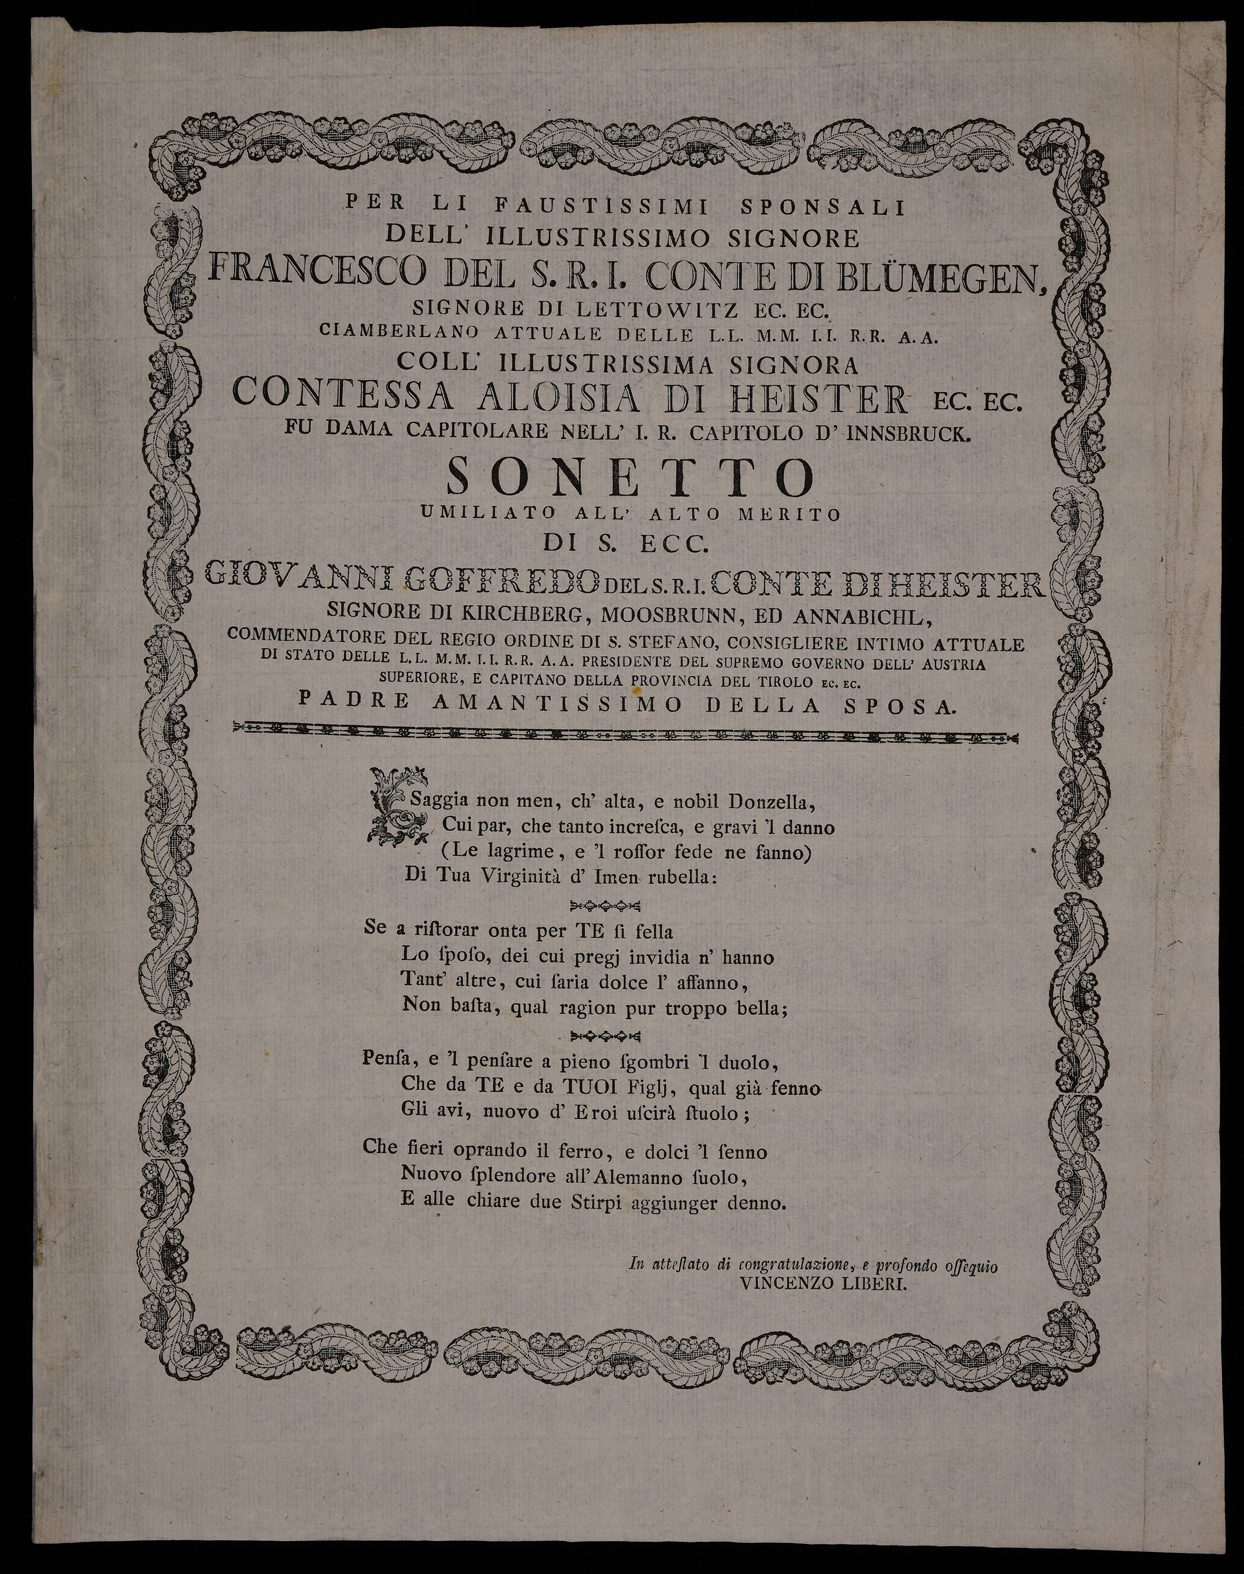 PER LI FAUSTISSIMI SPONSALI
DELL' ILLUSTRISSIMO SIGNORE
FRANCESCO DEL S. R. I. CONTE DI BLÜMEGEN,
SIGNORE DI LETTOWITZ EC. EC.
CIAMBERLANO ATTUALE DELLE L.L. M.M. I.I. R.R. A.A.
COLL' ILLUSTRISSIMA SIGNORA
CONTESSA ALOISIA DI HEISTER EC. EC.
FU DAMA CAPITOLARE NELL' I. R. CAPITOLO D' INNSBRUCK.
SONETTO
UMILIATO ALL' ALTO MERITO
DI S. ECC.
GIOVANNI GOFFREDO DEL S. R. I. CONTE DI HEISTER
SIGNORE DI KIRCHBERG, MOOSBRUNN, ED ANNABICHL,
COMMENDATORE DEL REGIO ORDINE DI S. STEFANO, CONSIGLIERE INTIMO ATTUALE
DI STATO DELLE L.L. M.M. I.I. R.R. A.A. PRESIDENTE DEL SUPREMO GOVERNO DELL' AUSTRIA
SUPERIORE, E CAPITANO DELLA PROVINCIA DEL TIROLO EC. EC.
PADRE AMANTISSIMO DELLA SPOSA.
E Saggia non men, ch' alta, e nobil Donzella,
Cui par, che tanto increſca, e gravi 'l danno
(Le lagrime, e 'l roſſor fede ne fanno)
Di Tua Virginità d' Imen rubella:
Se a riſtorar onta per TE ſi fella
Lo ſpoſo, dei cui pregj invidia n' hanno
Tant' altre, cui ſaria dolce l' affanno,
Non baſta, qual ragion pur troppo bella;
Penſa, e 'l penſare a pieno ſgombri 'l duolo,
Che da TE e da TUOI Figlj, qual già fenno
Gli avi, nuovo d' Eroi uſcirà ſtuolo;
Che fieri oprando il ferro, e dolci 'l ſenno
Nuovo ſplendore all' Alemanno ſuolo,
E alle chiare due Stirpi aggiunger denno.
In atteſtato di congratulazione, e profondo oſſequio
VINCENZO LIBERI.